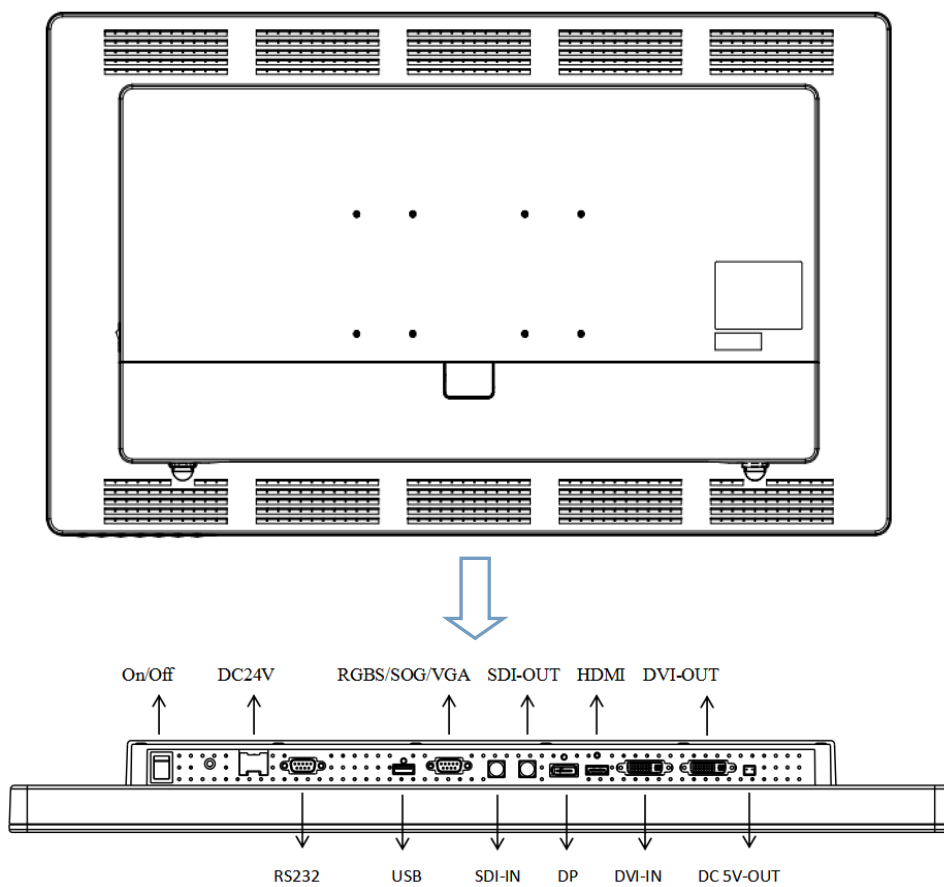 On/Off DC24V RGBS/SOG/VGA SDI-OUT HDMI DVI-OUT
RS232 USB SDI-IN DP DVI-IN DC 5V-OUT